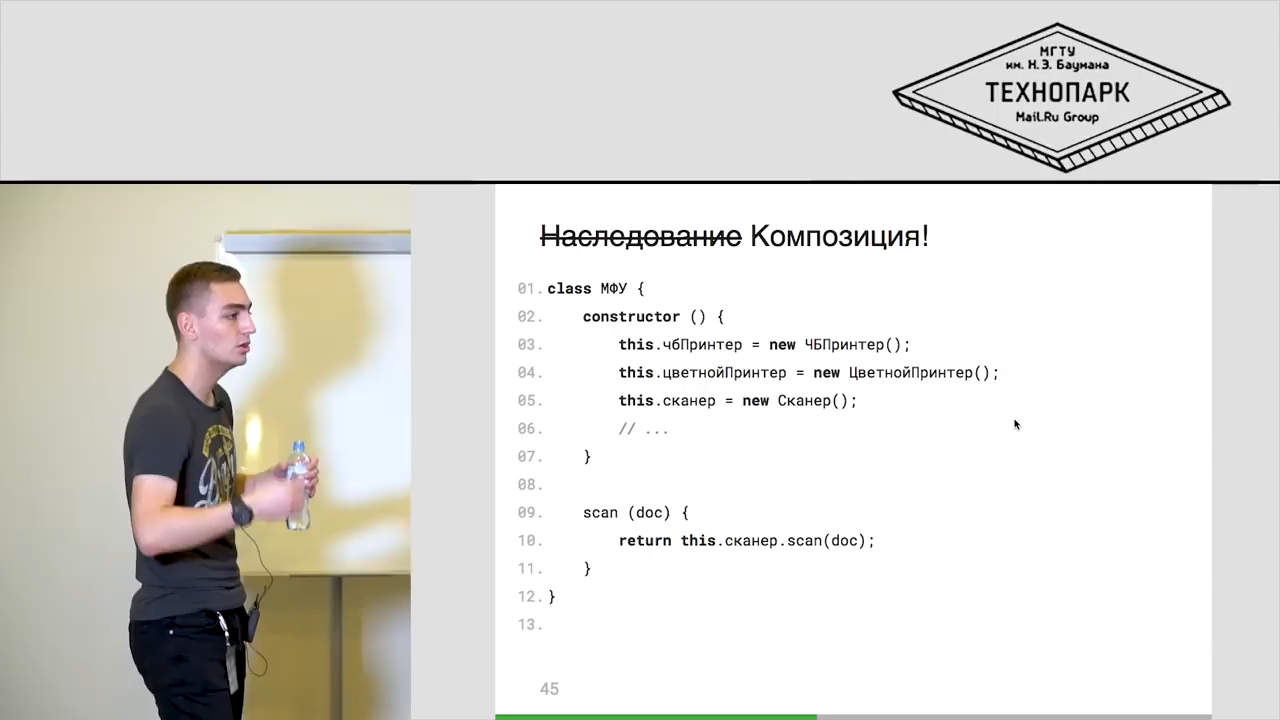 МГТУ
им. Н.Э. Баумана
ТЕХНОПАРК
Mail.Ru Group
Наследование Композиция!
01. class МФУ {
02. constructor () {
03. this.чбПринтер = new ЧБПринтер();
04. this.цветнойПринтер = new ЦветнойПринтер();
05. this.сканер = new Сканер();
06. // ...
07. }
08.
09. scan (doc) {
10. return this.сканер.scan(doc);
11. }
12. }
13.
45